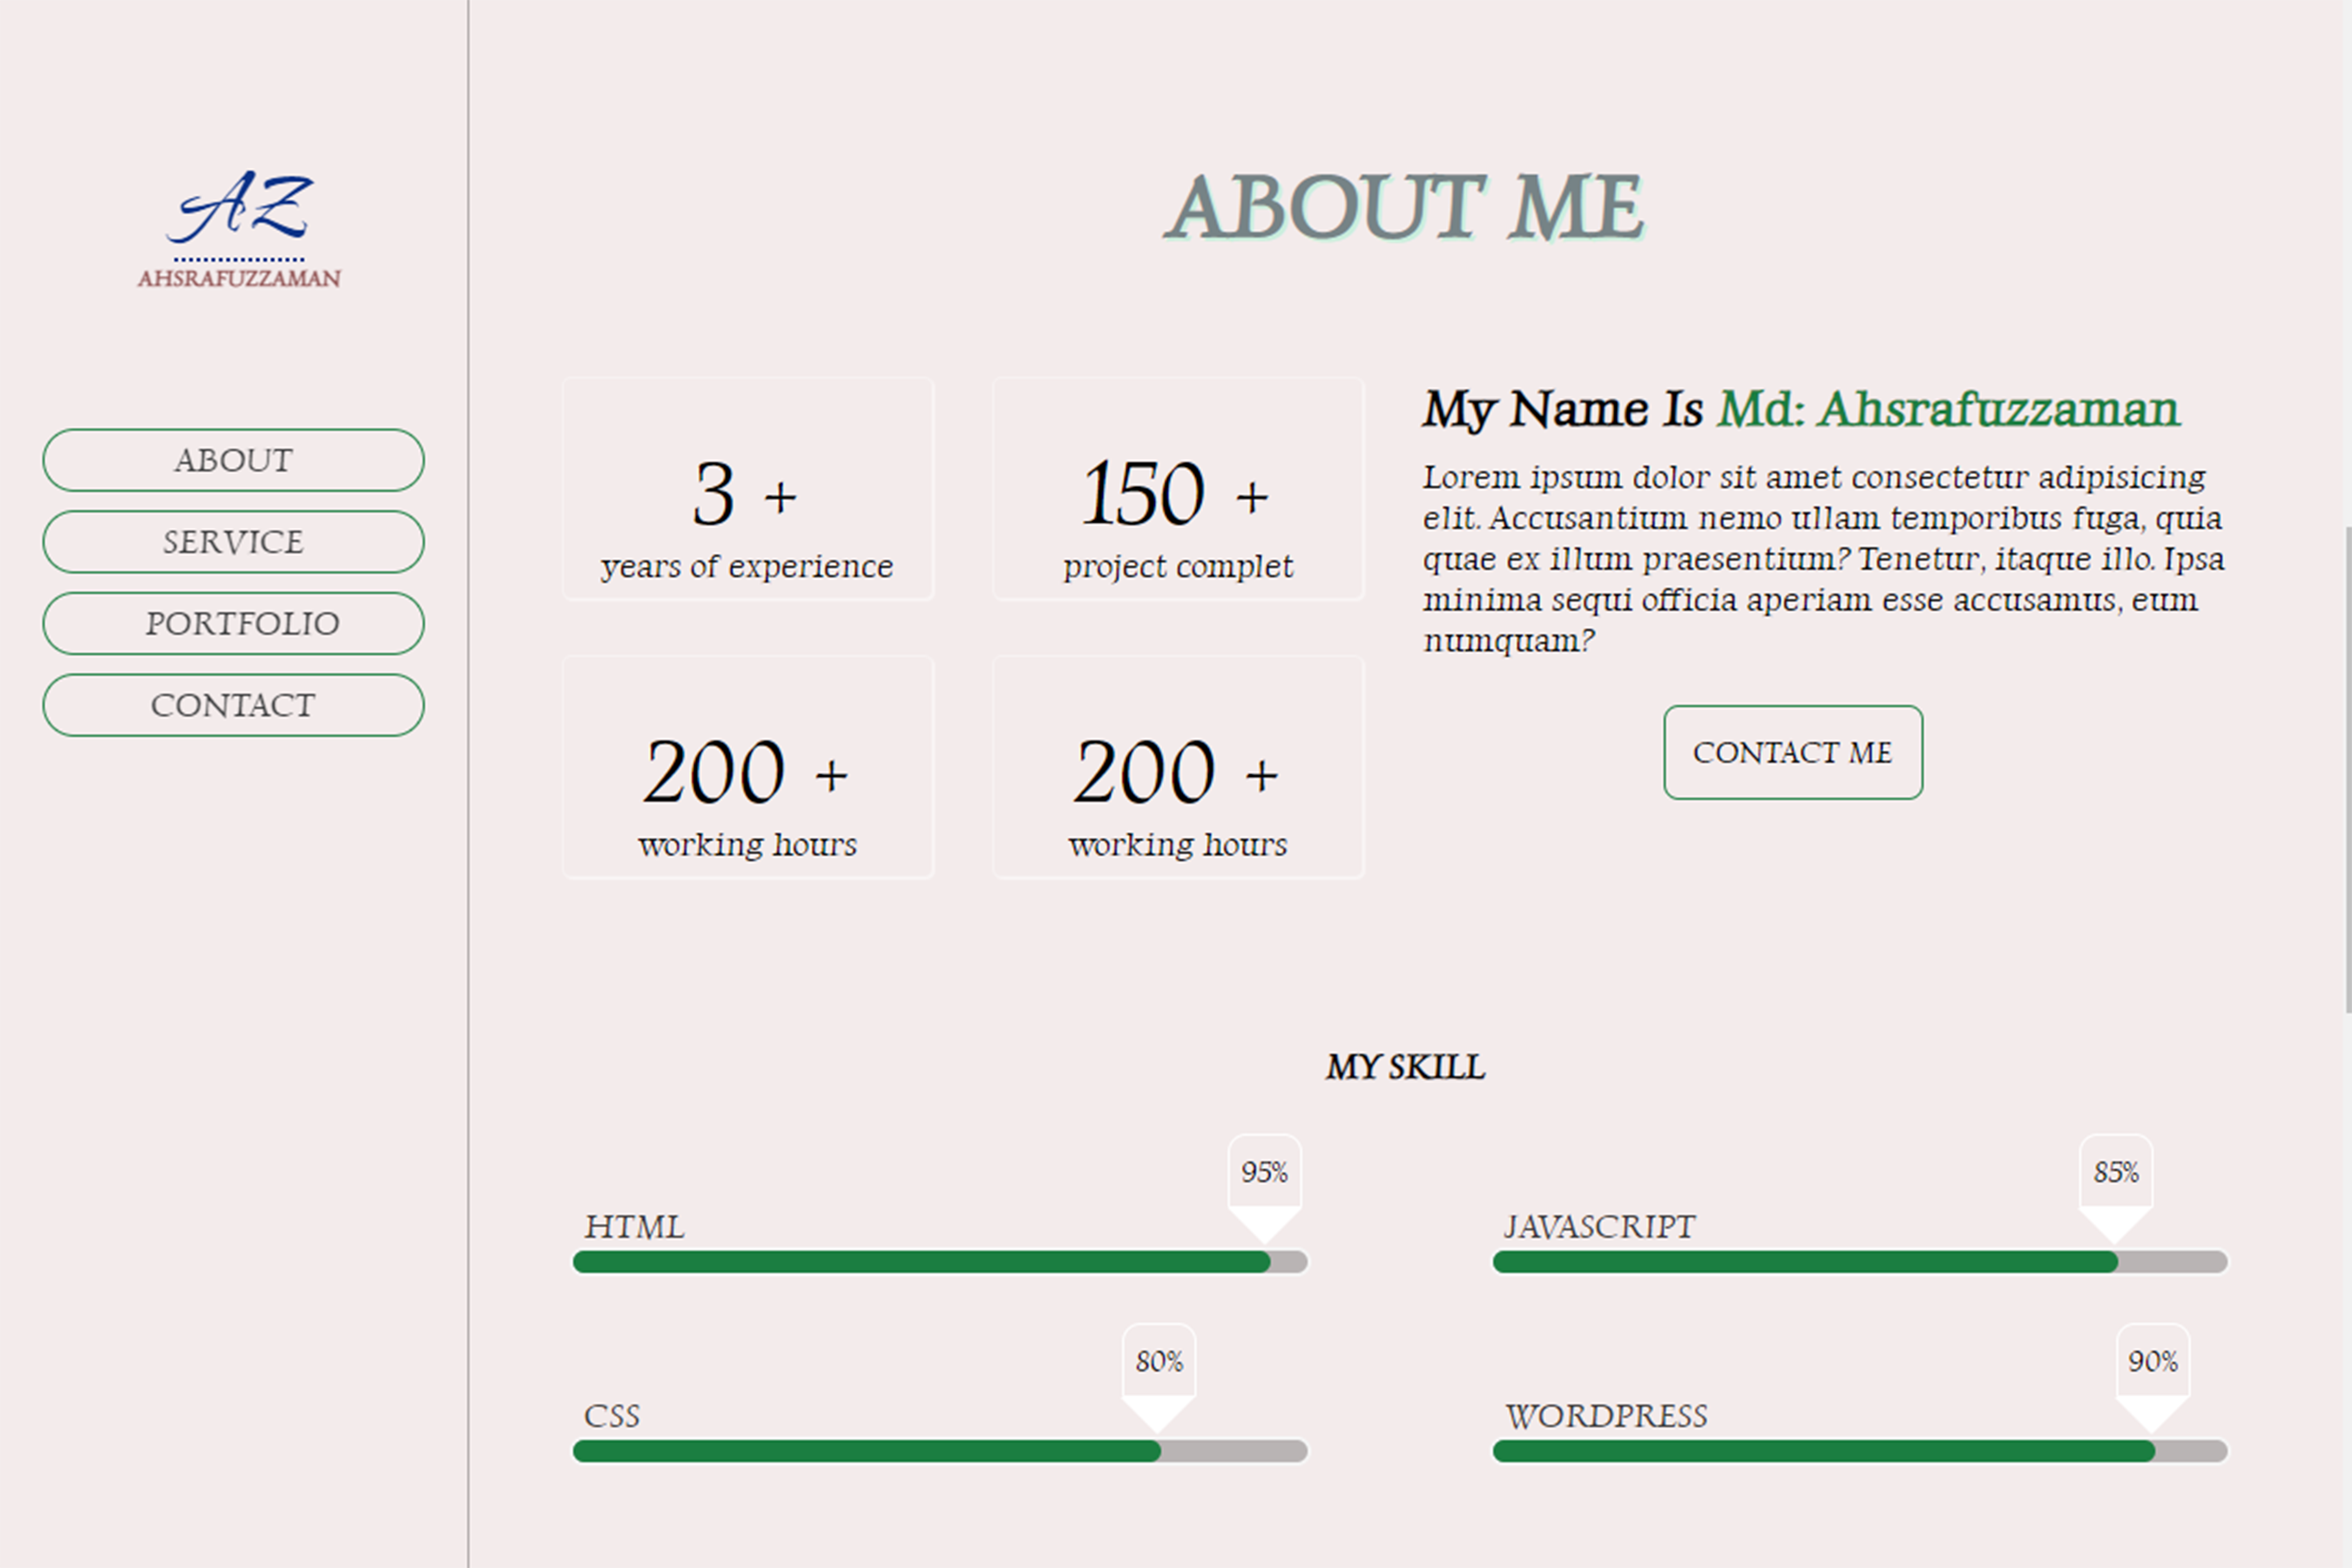 AZ
AHSRAFUZZAMAN
ABOUT
SERVICE
PORTFOLIO
CONTACT
ABOUT ME
3 +
years of experience
150 +
project complet
200 +
working hours
200 +
working hours
My Name Is Md: Ahsrafuzzaman
Lorem ipsum dolor sit amet consectetur adipisicing
elit. Accusantium nemo ullam temporibus fuga, quia
quae ex illum praesentium? Tenetur, itaque illo. Ipsa
minima sequi officia aperiam esse accusamus, eum
numquam?
CONTACT ME
MY SKILL
95%
HTML
85%
JAVASCRIPT
80%
CSS
90%
WORDPRESS